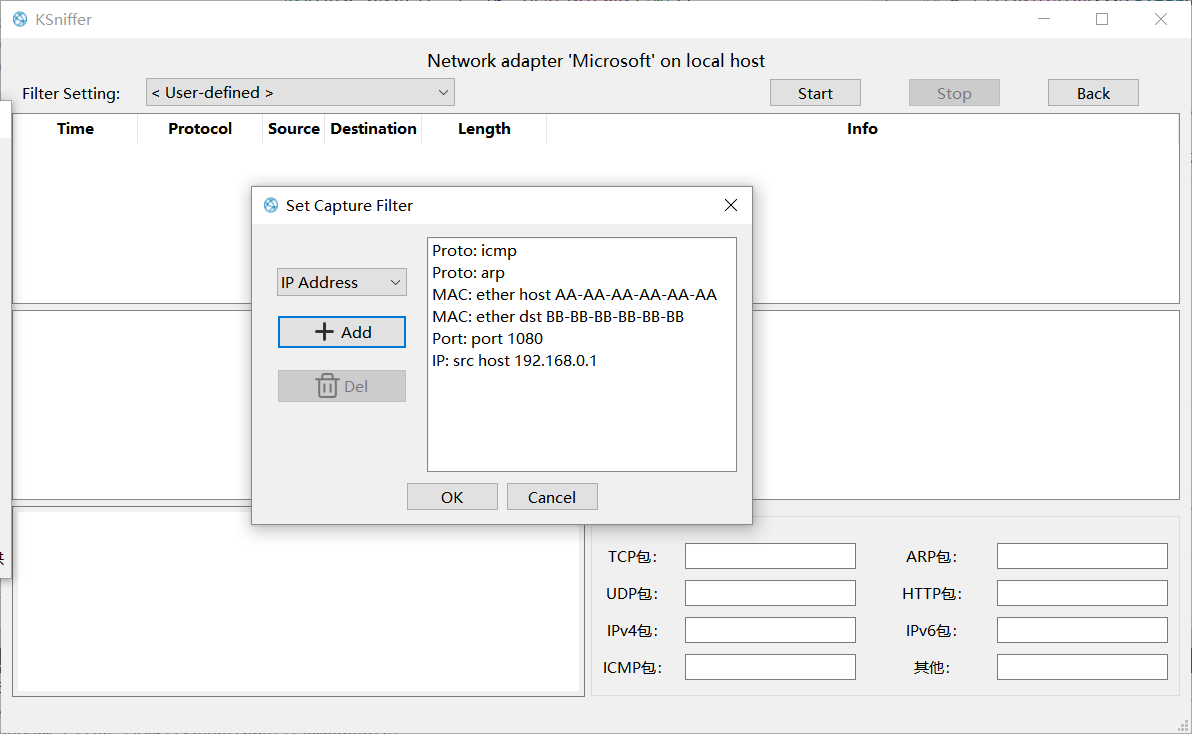 KSniffer
Network adapter 'Microsoft' on local host
Filter Setting: < User-defined > Start Stop Back
Time Protocol Source Destination Length Info
Set Capture Filter
IP Address
Add
Del
Proto: icmp
Proto: arp
MAC: ether host AA-AA-AA-AA-AA-AA
MAC: ether dst BB-BB-BB-BB-BB-BB
Port: port 1080
IP: src host 192.168.0.1
OK Cancel
TCP包: ARP包:
UDP包: HTTP包:
IPv4包: IPv6包:
ICMP包: 其他: